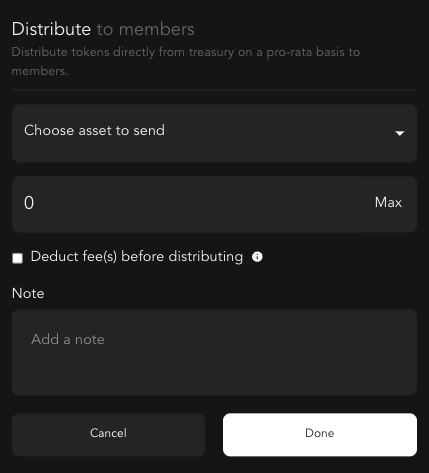 Distribute to members
Distribute tokens directly from treasury on a pro-rata basis to
members.
Choose asset to send
0 Max
Deduct fee(s) before distributing
Note
Add a note
Cancel Done